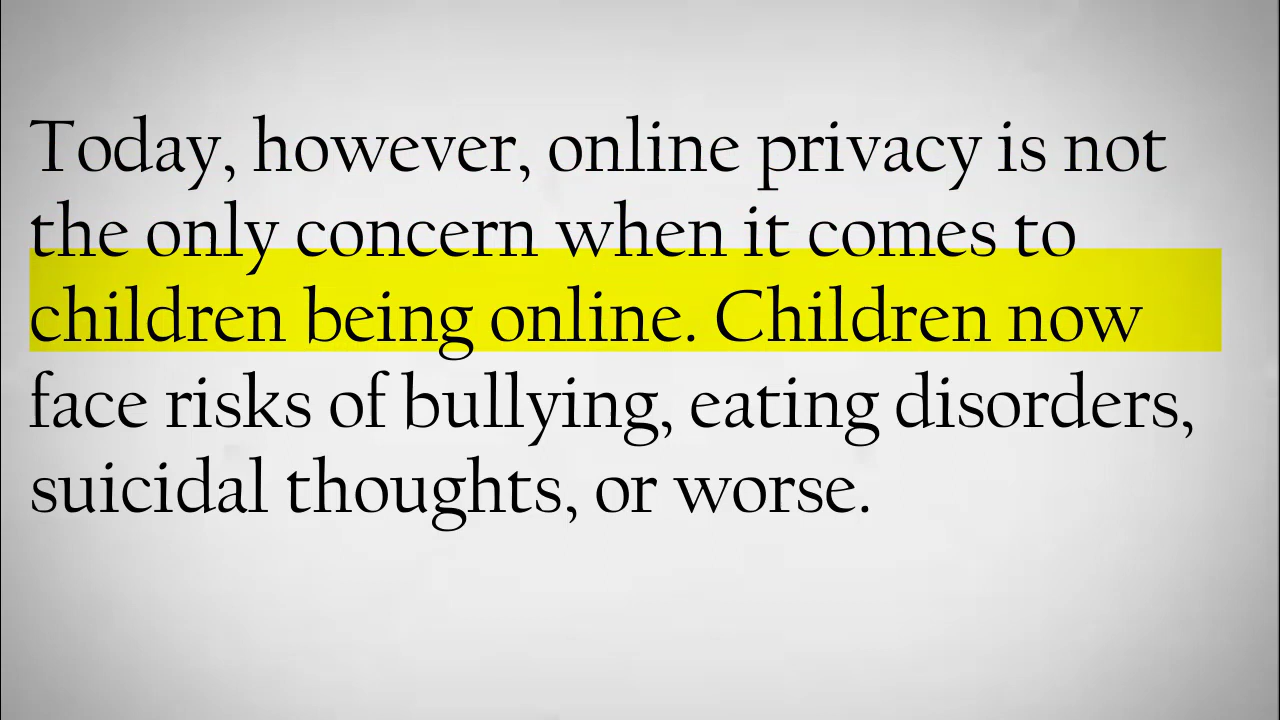 Today, however, online privacy is not
the only concern when it comes to
children being online. Children now
face risks of bullying, eating disorders,
suicidal thoughts, or worse.